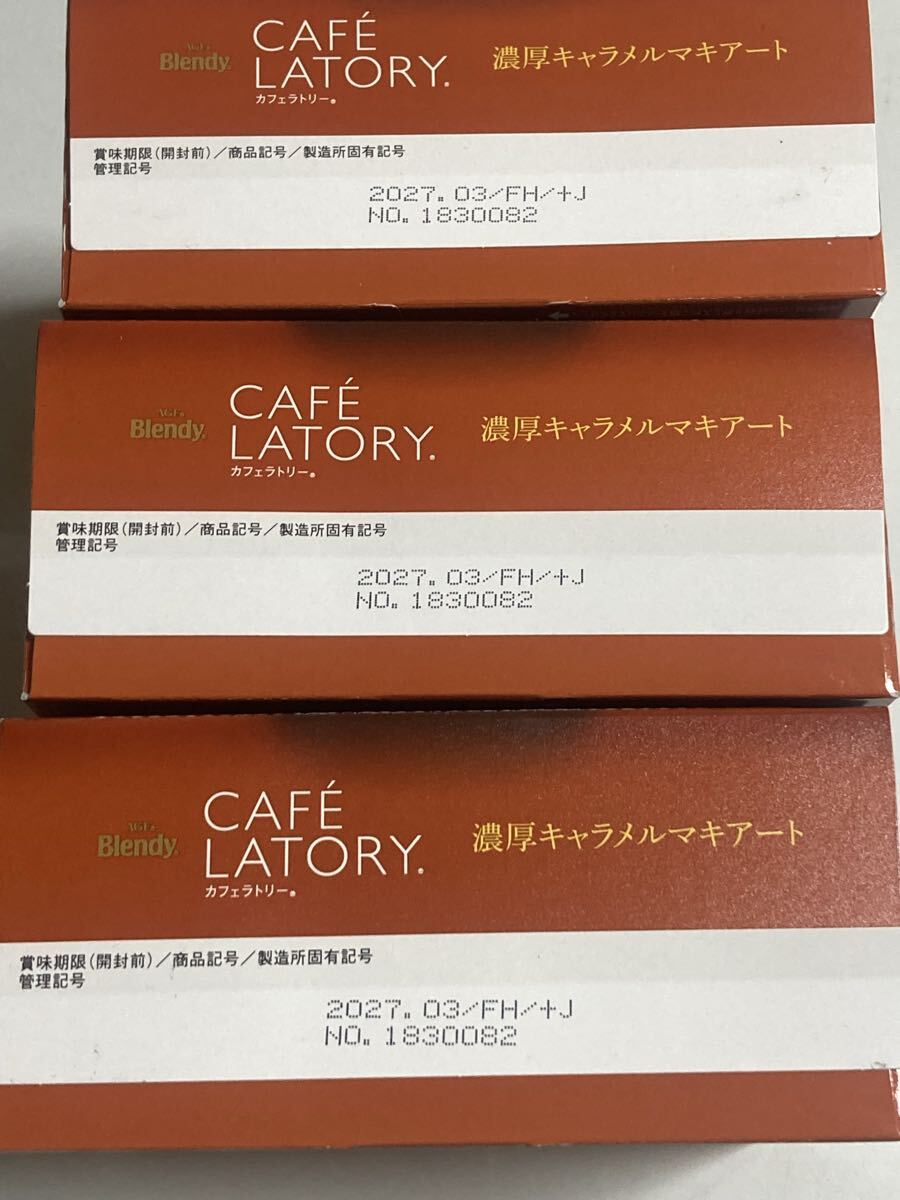 AGF®
Blendy®
CAFÉ
LATORY®
カフェラトリー®
濃厚キャラメルマキアート
賞味期限(開封前)/商品記号/製造所固有記号
管理記号
2027.03/FH/+J
NO.1830082
AGF®
Blendy®
CAFÉ
LATORY®
カフェラトリー®
濃厚キャラメルマキアート
賞味期限(開封前)/商品記号/製造所固有記号
管理記号
2027.03/FH/+J
NO.1830082
AGF®
Blendy®
CAFÉ
LATORY®
カフェラトリー®
濃厚キャラメルマキアート
賞味期限(開封前)/商品記号/製造所固有記号
管理記号
2027.03/FH/+J
NO.1830082